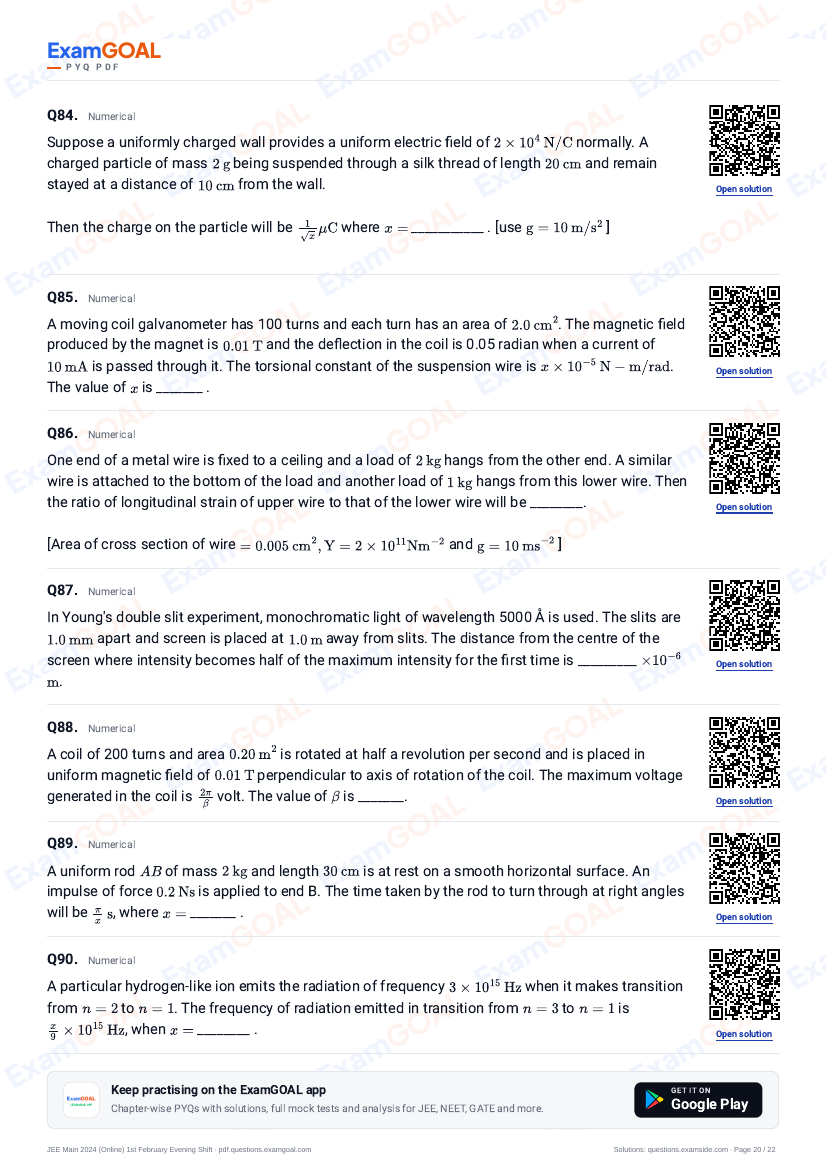 ExamGOAL
PYQ PDF
Q84. Numerical
Suppose a uniformly charged wall provides a uniform electric field of 2 × 10⁴ N/C normally. A
charged particle of mass 2 g being suspended through a silk thread of length 20 cm and remain
stayed at a distance of 10 cm from the wall.
Then the charge on the particle will be 1/√x μC where x = ___________ . [use g = 10 m/s² ]
Open solution
Q85. Numerical
A moving coil galvanometer has 100 turns and each turn has an area of 2.0 cm². The magnetic field
produced by the magnet is 0.01 T and the deflection in the coil is 0.05 radian when a current of
10 mA is passed through it. The torsional constant of the suspension wire is x × 10⁻⁵ N − m/rad.
The value of x is _______ .
Open solution
Q86. Numerical
One end of a metal wire is fixed to a ceiling and a load of 2 kg hangs from the other end. A similar
wire is attached to the bottom of the load and another load of 1 kg hangs from this lower wire. Then
the ratio of longitudinal strain of upper wire to that of the lower wire will be ________.
[Area of cross section of wire = 0.005 cm², Y = 2 × 10¹¹Nm⁻² and g = 10 ms⁻² ]
Open solution
Q87. Numerical
In Young's double slit experiment, monochromatic light of wavelength 5000 Å is used. The slits are
1.0 mm apart and screen is placed at 1.0 m away from slits. The distance from the centre of the
screen where intensity becomes half of the maximum intensity for the first time is _________ ×10⁻⁶
m.
Open solution
Q88. Numerical
A coil of 200 turns and area 0.20 m² is rotated at half a revolution per second and is placed in
uniform magnetic field of 0.01 T perpendicular to axis of rotation of the coil. The maximum voltage
generated in the coil is 2π/β volt. The value of β is _______.
Open solution
Q89. Numerical
A uniform rod AB of mass 2 kg and length 30 cm is at rest on a smooth horizontal surface. An
impulse of force 0.2 Ns is applied to end B. The time taken by the rod to turn through at right angles
will be π/x s, where x = _______ .
Open solution
Q90. Numerical
A particular hydrogen-like ion emits the radiation of frequency 3 × 10¹⁵ Hz when it makes transition
from n = 2 to n = 1. The frequency of radiation emitted in transition from n = 3 to n = 1 is
x/9 × 10¹⁵ Hz, when x = ________ .
Open solution
ExamGOAL
Keep practising on the ExamGOAL app
Chapter-wise PYQs with solutions, full mock tests and analysis for JEE, NEET, GATE and more.
GET IT ON
Google Play
JEE Main 2024 (Online) 1st February Evening Shift · pdf.questions.examgoal.com
Solutions: questions.examside.com · Page 20 / 22